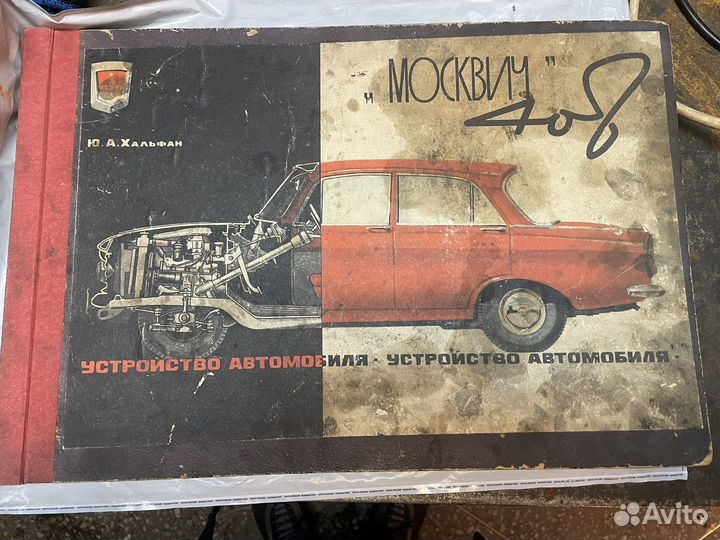 „МОСКВИЧ"
408
Ю.А.Хальфан
УСТРОЙСТВО АВТОМОБИЛЯ · УСТРОЙСТВО АВТОМОБИЛЯ ·
Avito